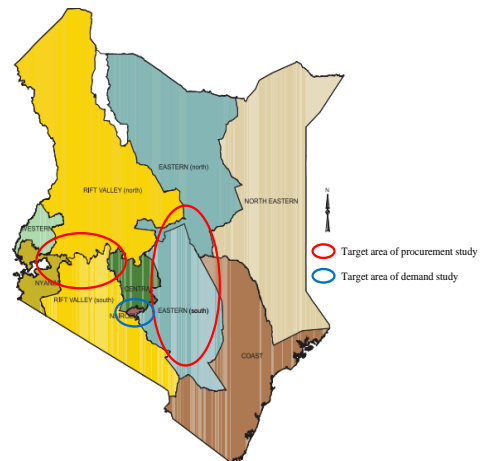 EASTERN (north)
RIFT VALLEY (north)
NORTH EASTERN
WESTERN
N
Target area of procurement study
NYANZA
CENTRAL
Target area of demand study
RIFT VALLEY (south)
NAIROBI
EASTERN (south)
COAST